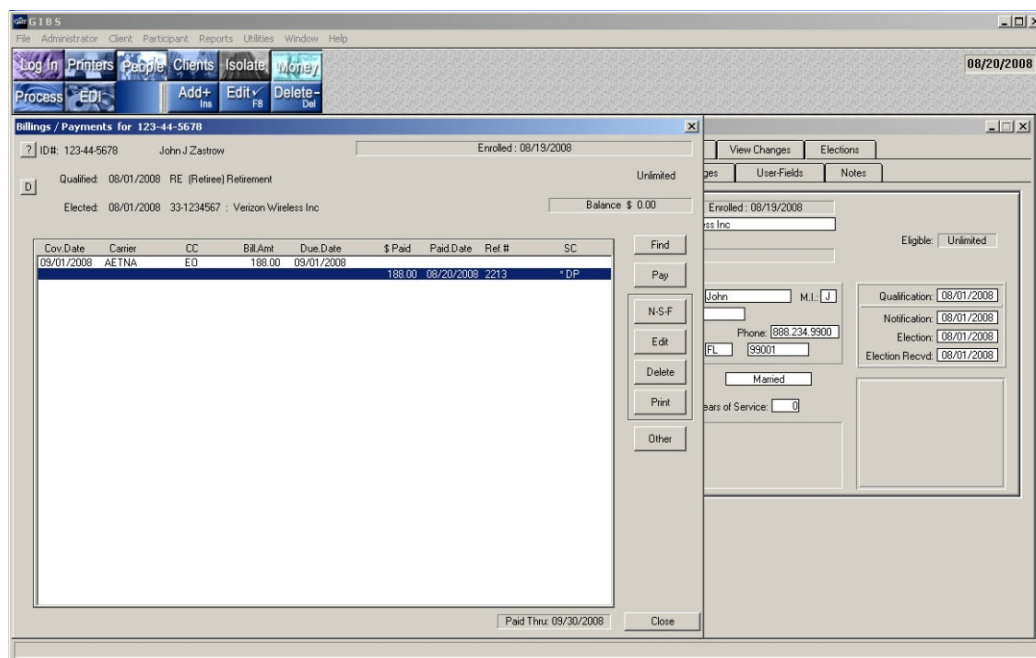 GIBS
File Administrator Client Participant Reports Utilities Window Help
Log In Printers People Clients Isolate Money
08/20/2008
Process EDI Add+ Ins Edit✓ F8 Delete- Del
Billings / Payments for 123-44-5678
? ID#: 123-44-5678 John J Zastrow Enrolled : 08/19/2008
View Changes Elections
D Qualified: 08/01/2008 RE (Retiree) Retirement Unlimited
ges User-Fields Notes
Elected: 08/01/2008 33-1234567 : Verizon Wireless Inc Balance $ 0.00
Enrolled : 08/19/2008
ss Inc
Eligible: Unlimited
Cov.Date Carrier CC Bill.Amt Due.Date $ Paid Paid.Date Ref.# SC
09/01/2008 AETNA EO 188.00 09/01/2008
188.00 08/20/2008 2213 * DP
Find
Pay
N-S-F
Edit
Delete
Print
Other
John M.I.: J
Phone: 888.234.9900
FL 99001
Married
ears of Service: 0
Qualification: 08/01/2008
Notification: 08/01/2008
Election: 08/01/2008
Election Recvd: 08/01/2008
Paid Thru: 09/30/2008 Close